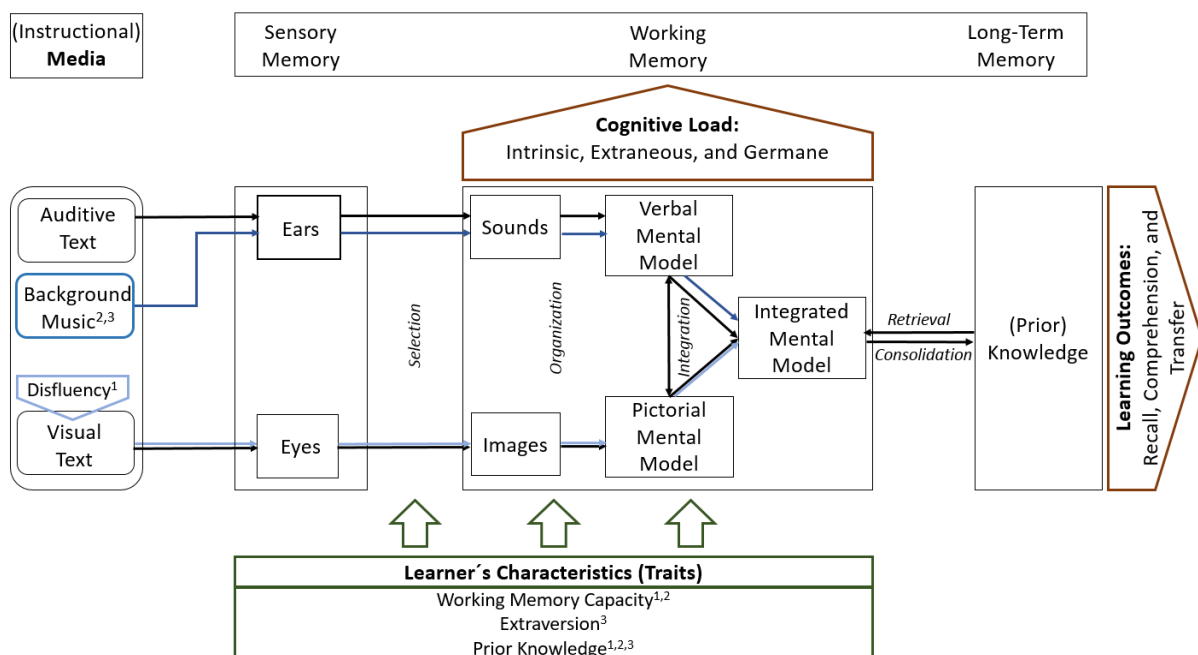 (Instructional)
Media
Sensory
Memory
Working
Memory
Long-Term
Memory
Cognitive Load:
Intrinsic, Extraneous, and Germane
Auditive
Text
Background
Music2,3
Disfluency1
Visual
Text
Ears
Eyes
Selection
Sounds
Images
Organization
Verbal
Mental
Model
Integration
Pictorial
Mental
Model
Integrated
Mental
Model
Retrieval
Consolidation
(Prior)
Knowledge
Learning Outcomes:
Recall, Comprehension, and
Transfer
Learner´s Characteristics (Traits)
Working Memory Capacity1,2
Extraversion3
Prior Knowledge1,2,3